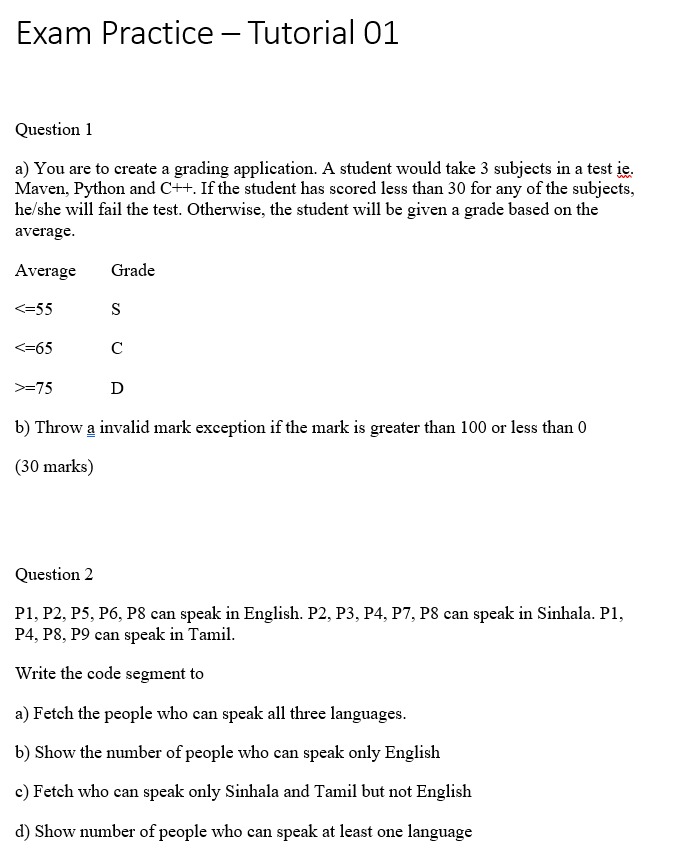 Exam Practice – Tutorial 01
Question 1
a) You are to create a grading application. A student would take 3 subjects in a test ie.
Maven, Python and C++. If the student has scored less than 30 for any of the subjects,
he/she will fail the test. Otherwise, the student will be given a grade based on the
average.
Average Grade
<=55 S
<=65 C
>=75 D
b) Throw a invalid mark exception if the mark is greater than 100 or less than 0
(30 marks)
Question 2
P1, P2, P5, P6, P8 can speak in English. P2, P3, P4, P7, P8 can speak in Sinhala. P1,
P4, P8, P9 can speak in Tamil.
Write the code segment to
a) Fetch the people who can speak all three languages.
b) Show the number of people who can speak only English
c) Fetch who can speak only Sinhala and Tamil but not English
d) Show number of people who can speak at least one language